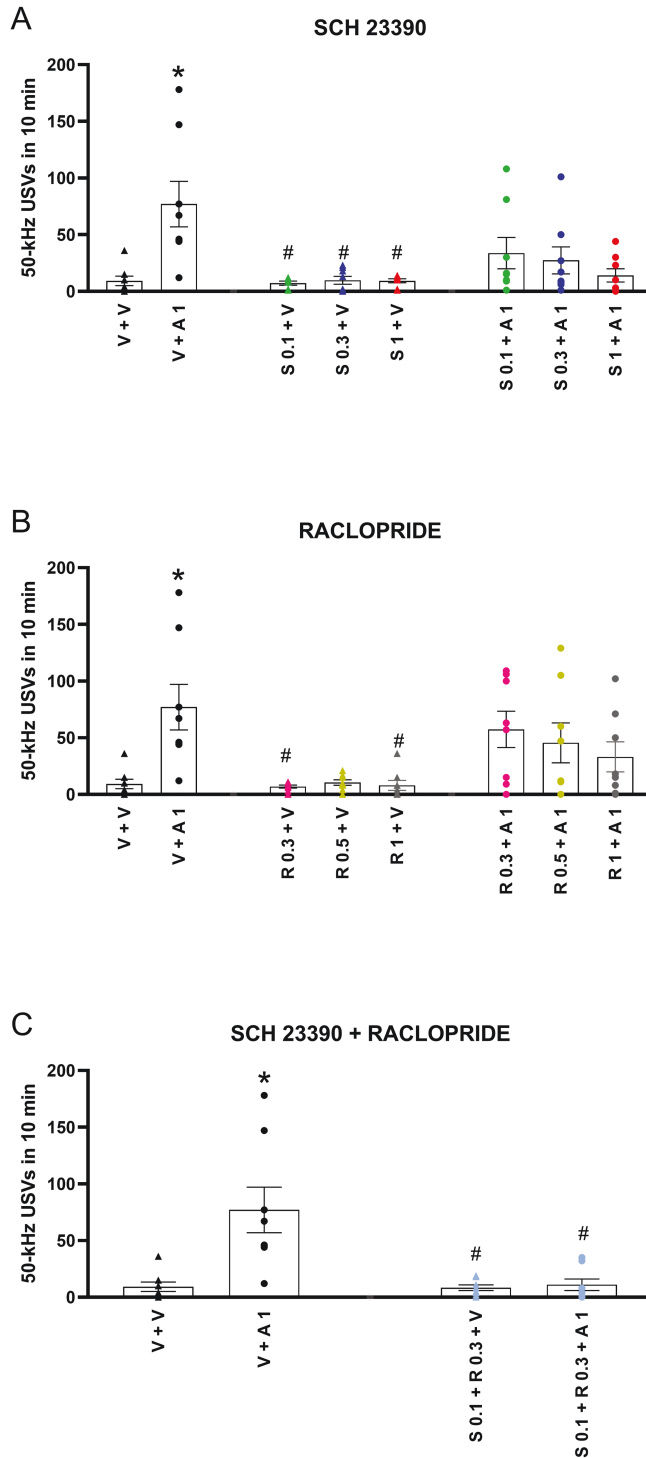 A
SCH 23390
50-kHz USVs in 10 min
200
150
100
50
0
*
# # #
V + V
V + A 1
S 0.1 + V
S 0.3 + V
S 1 + V
S 0.1 + A 1
S 0.3 + A 1
S 1 + A 1
B
RACLOPRIDE
50-kHz USVs in 10 min
200
150
100
50
0
*
# #
V + V
V + A 1
R 0.3 + V
R 0.5 + V
R 1 + V
R 0.3 + A 1
R 0.5 + A 1
R 1 + A 1
C
SCH 23390 + RACLOPRIDE
50-kHz USVs in 10 min
200
150
100
50
0
*
# #
V + V
V + A 1
S 0.1 + R 0.3 + V
S 0.1 + R 0.3 + A 1